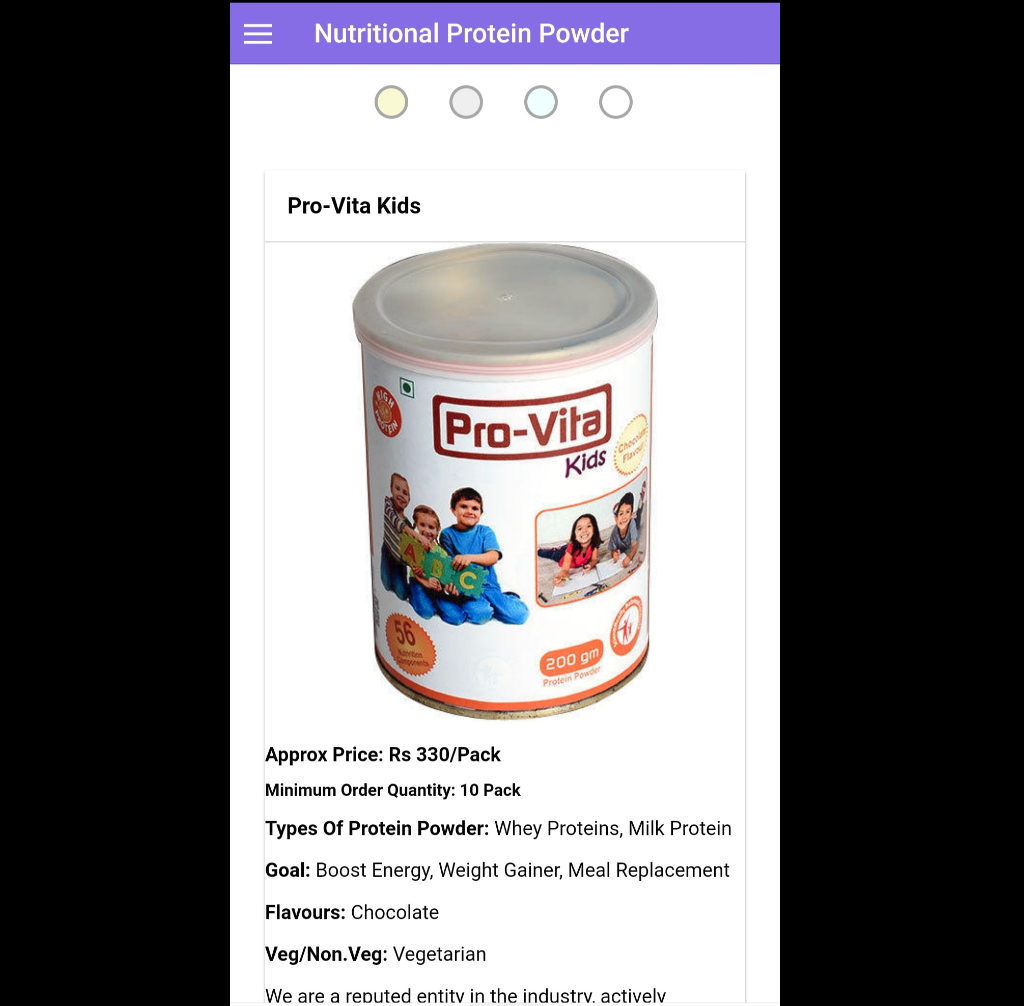 Nutritional Protein Powder
Pro-Vita Kids
HIGH
PROTEIN
Pro-Vita
Kids
Chocolate
Flavour
A B C
56
Nutrition
Components
200 gm
Protein Powder
Approx Price: Rs 330/Pack
Minimum Order Quantity: 10 Pack
Types Of Protein Powder: Whey Proteins, Milk Protein
Goal: Boost Energy, Weight Gainer, Meal Replacement
Flavours: Chocolate
Veg/Non.Veg: Vegetarian
We are a reputed entity in the industry, actively